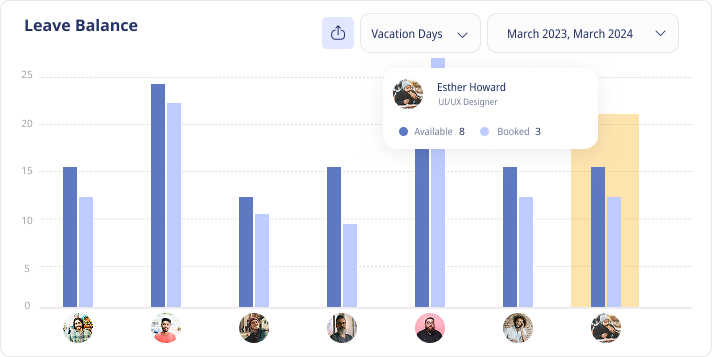 Leave Balance
Vacation Days
March 2023, March 2024
25
20
15
10
5
0
Esther Howard
UI/UX Designer
Available 8 Booked 3